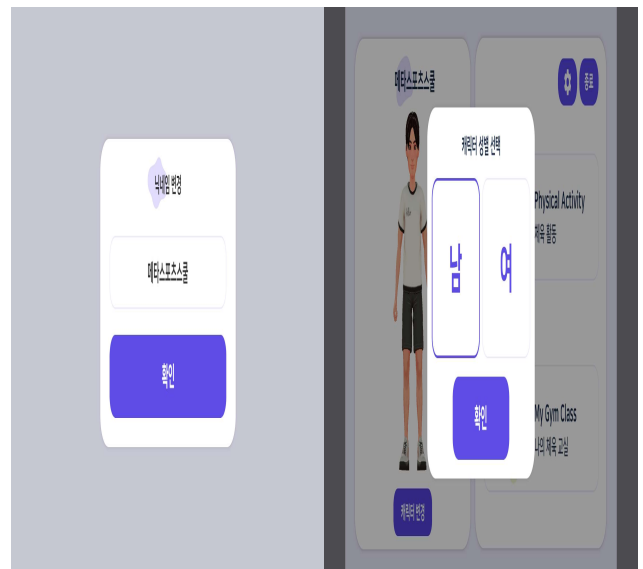 닉네임 변경
메타스포츠스쿨
확인
메타스포츠스쿨
종료
캐릭터 성별 선택
남
여
확인
Physical Activity
체육 활동
My Gym Class
나의 체육 교실
캐릭터 변경